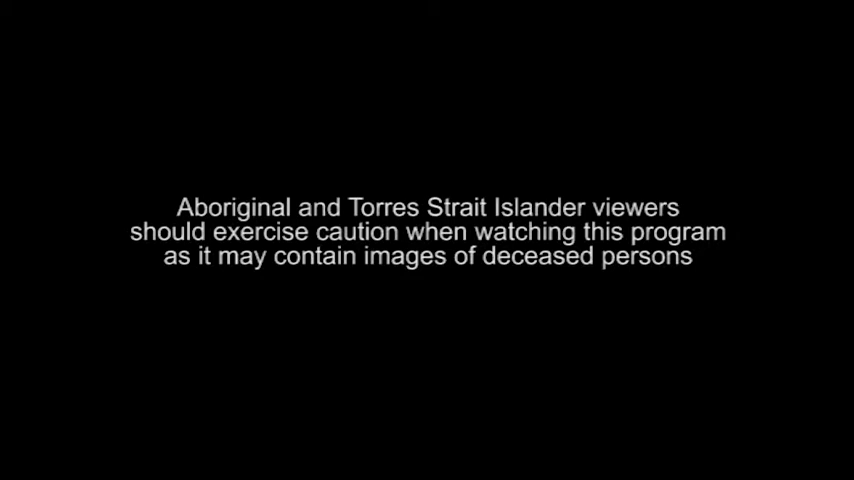 Aboriginal and Torres Strait Islander viewers
should exercise caution when watching this program
as it may contain images of deceased persons